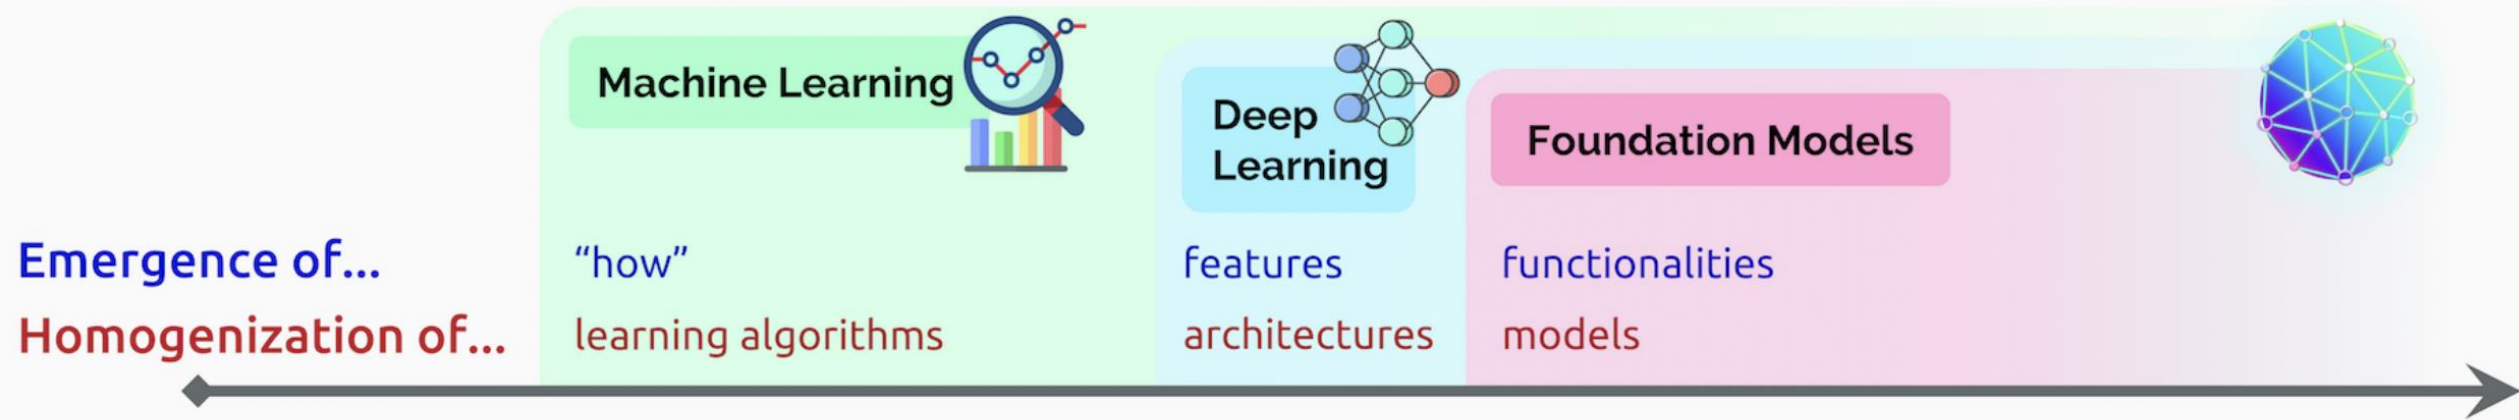 Machine Learning
Deep
Learning
Foundation Models
Emergence of... “how” features functionalities
Homogenization of... learning algorithms architectures models